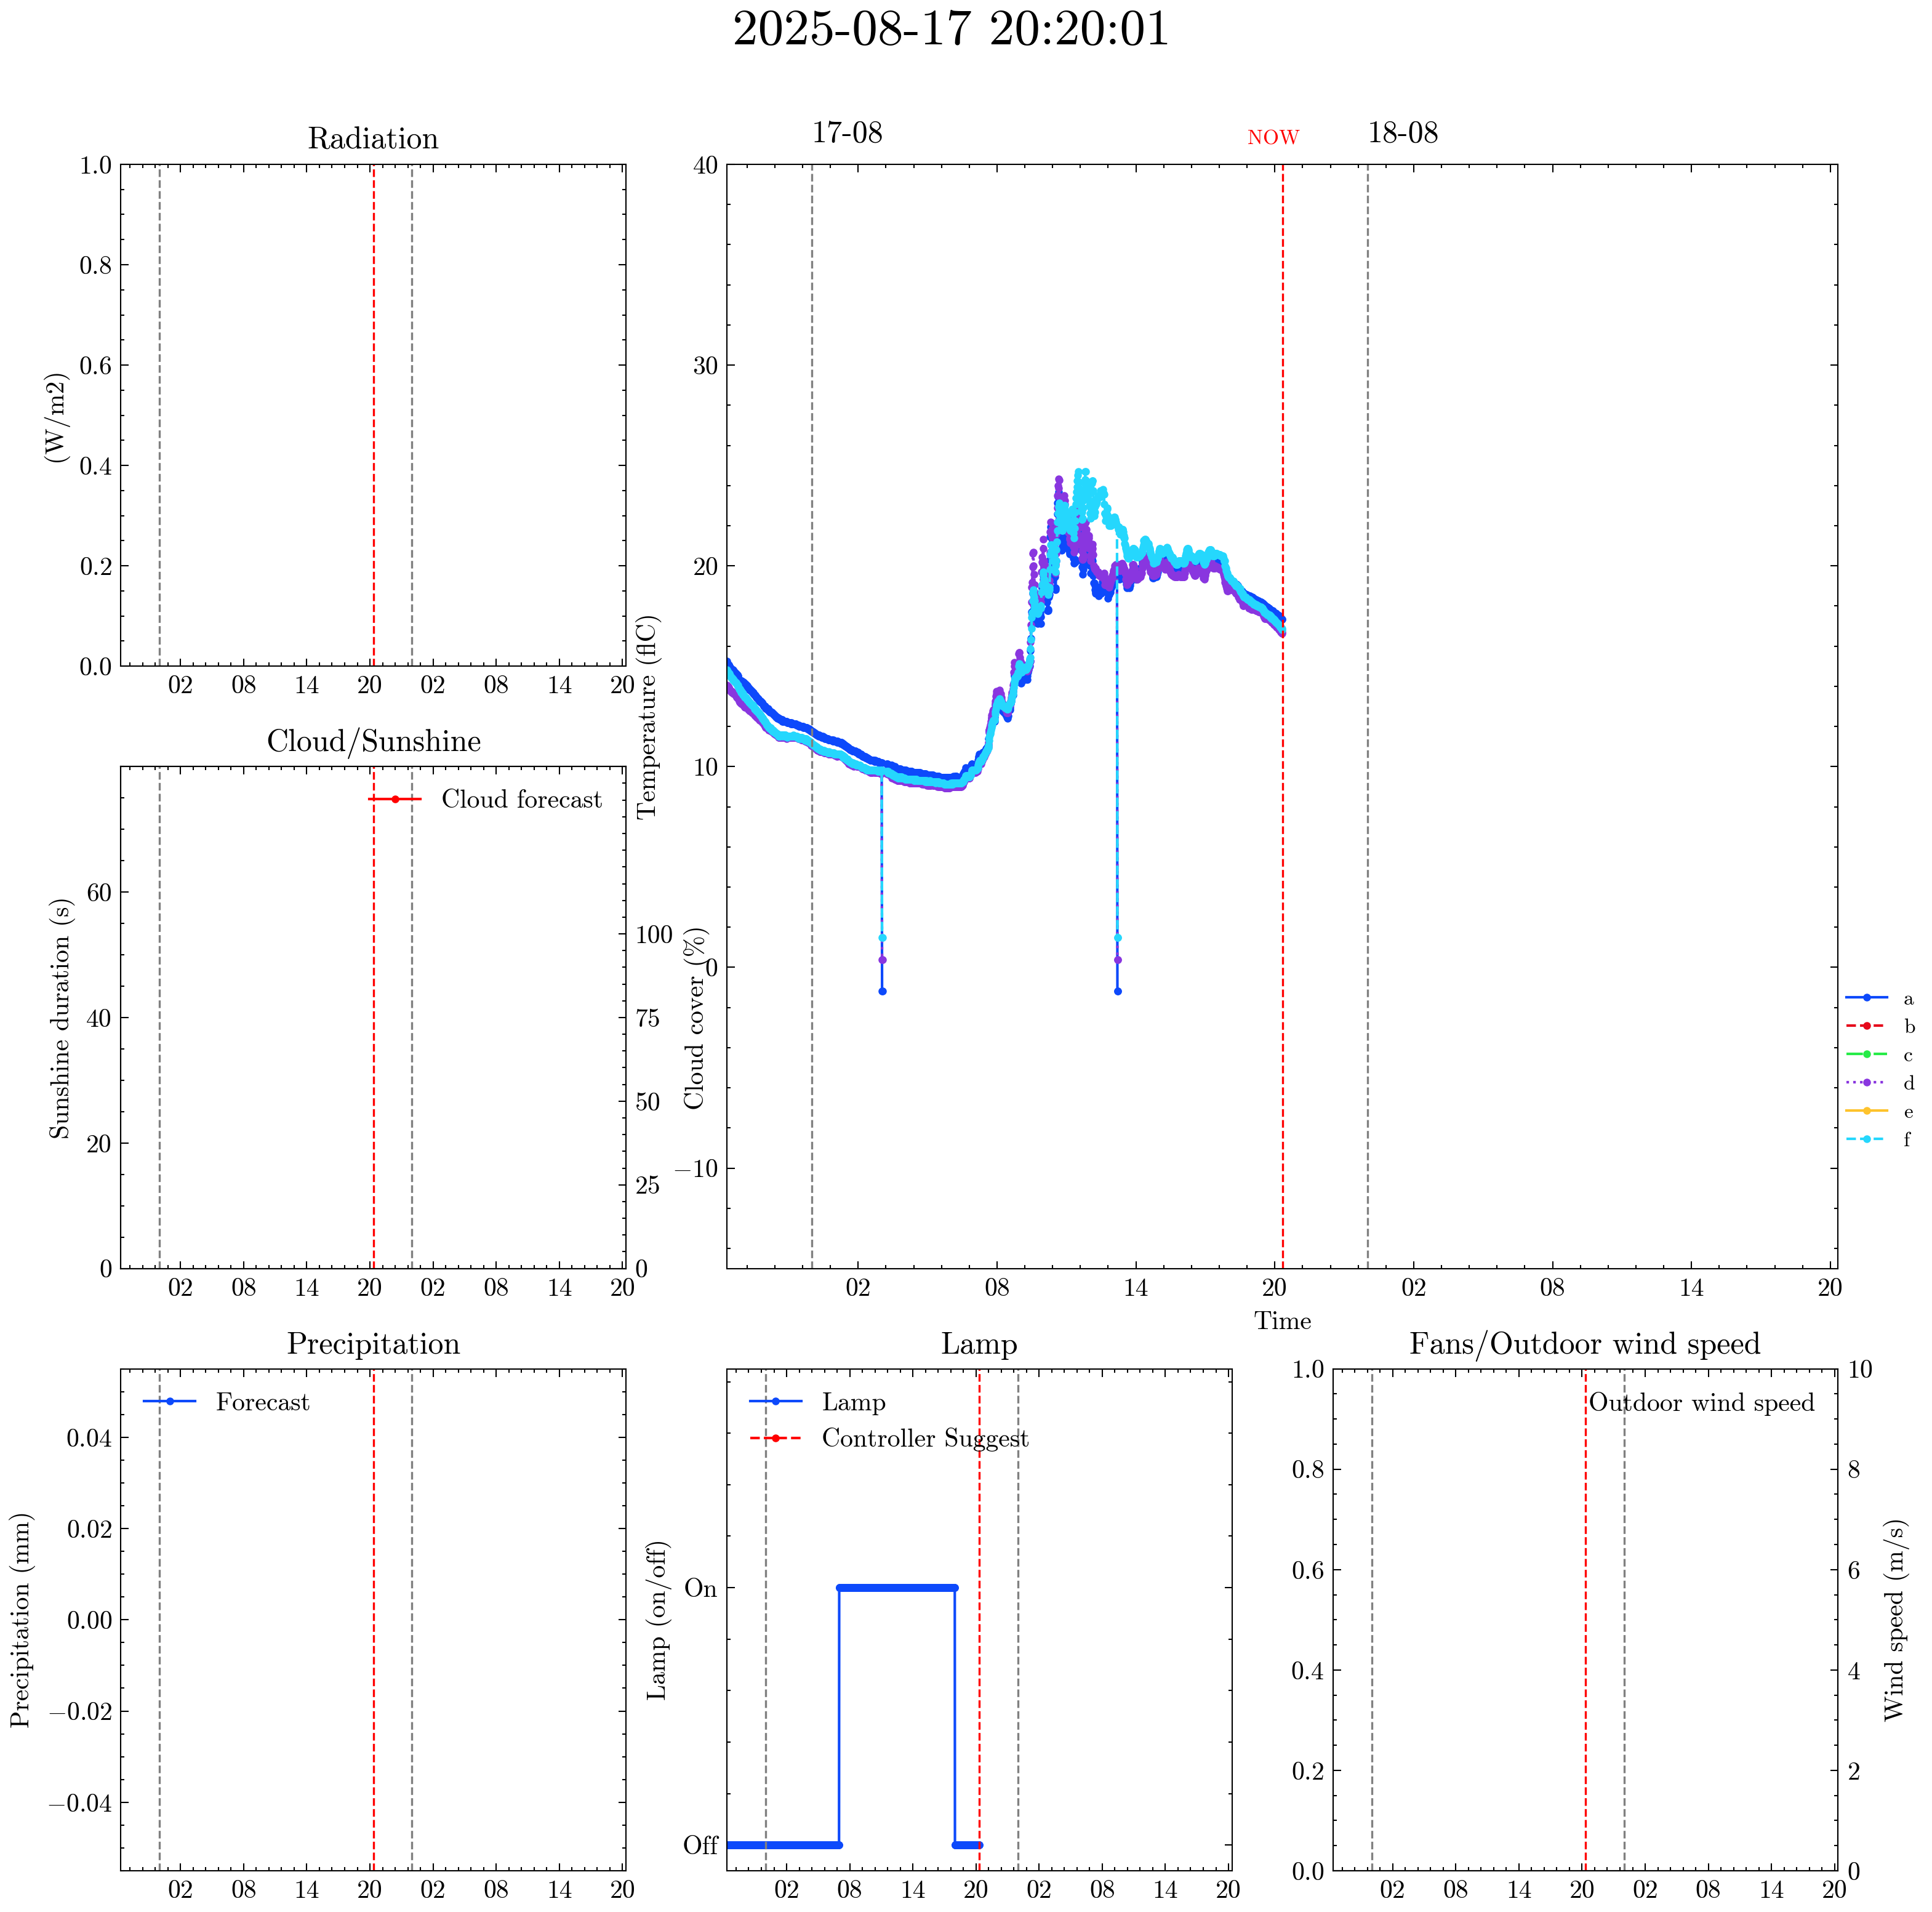 2025-08-17 20:20:01
Radiation
1.0
0.8
0.6
0.4
0.2
0.0
(W/m2)
02 08 14 20 02 08 14 20
17-08 NOW 18-08
40
30
20
10
0
−10
Temperature (flC)
02 08 14 20 02 08 14 20
Time
a
b
c
d
e
f
Cloud/Sunshine
Cloud forecast
60
40
20
0
Sunshine duration (s)
100
75
50
25
0
Cloud cover (%)
02 08 14 20 02 08 14 20
Precipitation
Forecast
0.04
0.02
0.00
−0.02
−0.04
Precipitation (mm)
02 08 14 20 02 08 14 20
Lamp
Lamp
Controller Suggest
On
Off
Lamp (on/off)
02 08 14 20 02 08 14 20
Fans/Outdoor wind speed
Outdoor wind speed
1.0
0.8
0.6
0.4
0.2
0.0
10
8
6
4
2
0
Wind speed (m/s)
02 08 14 20 02 08 14 20